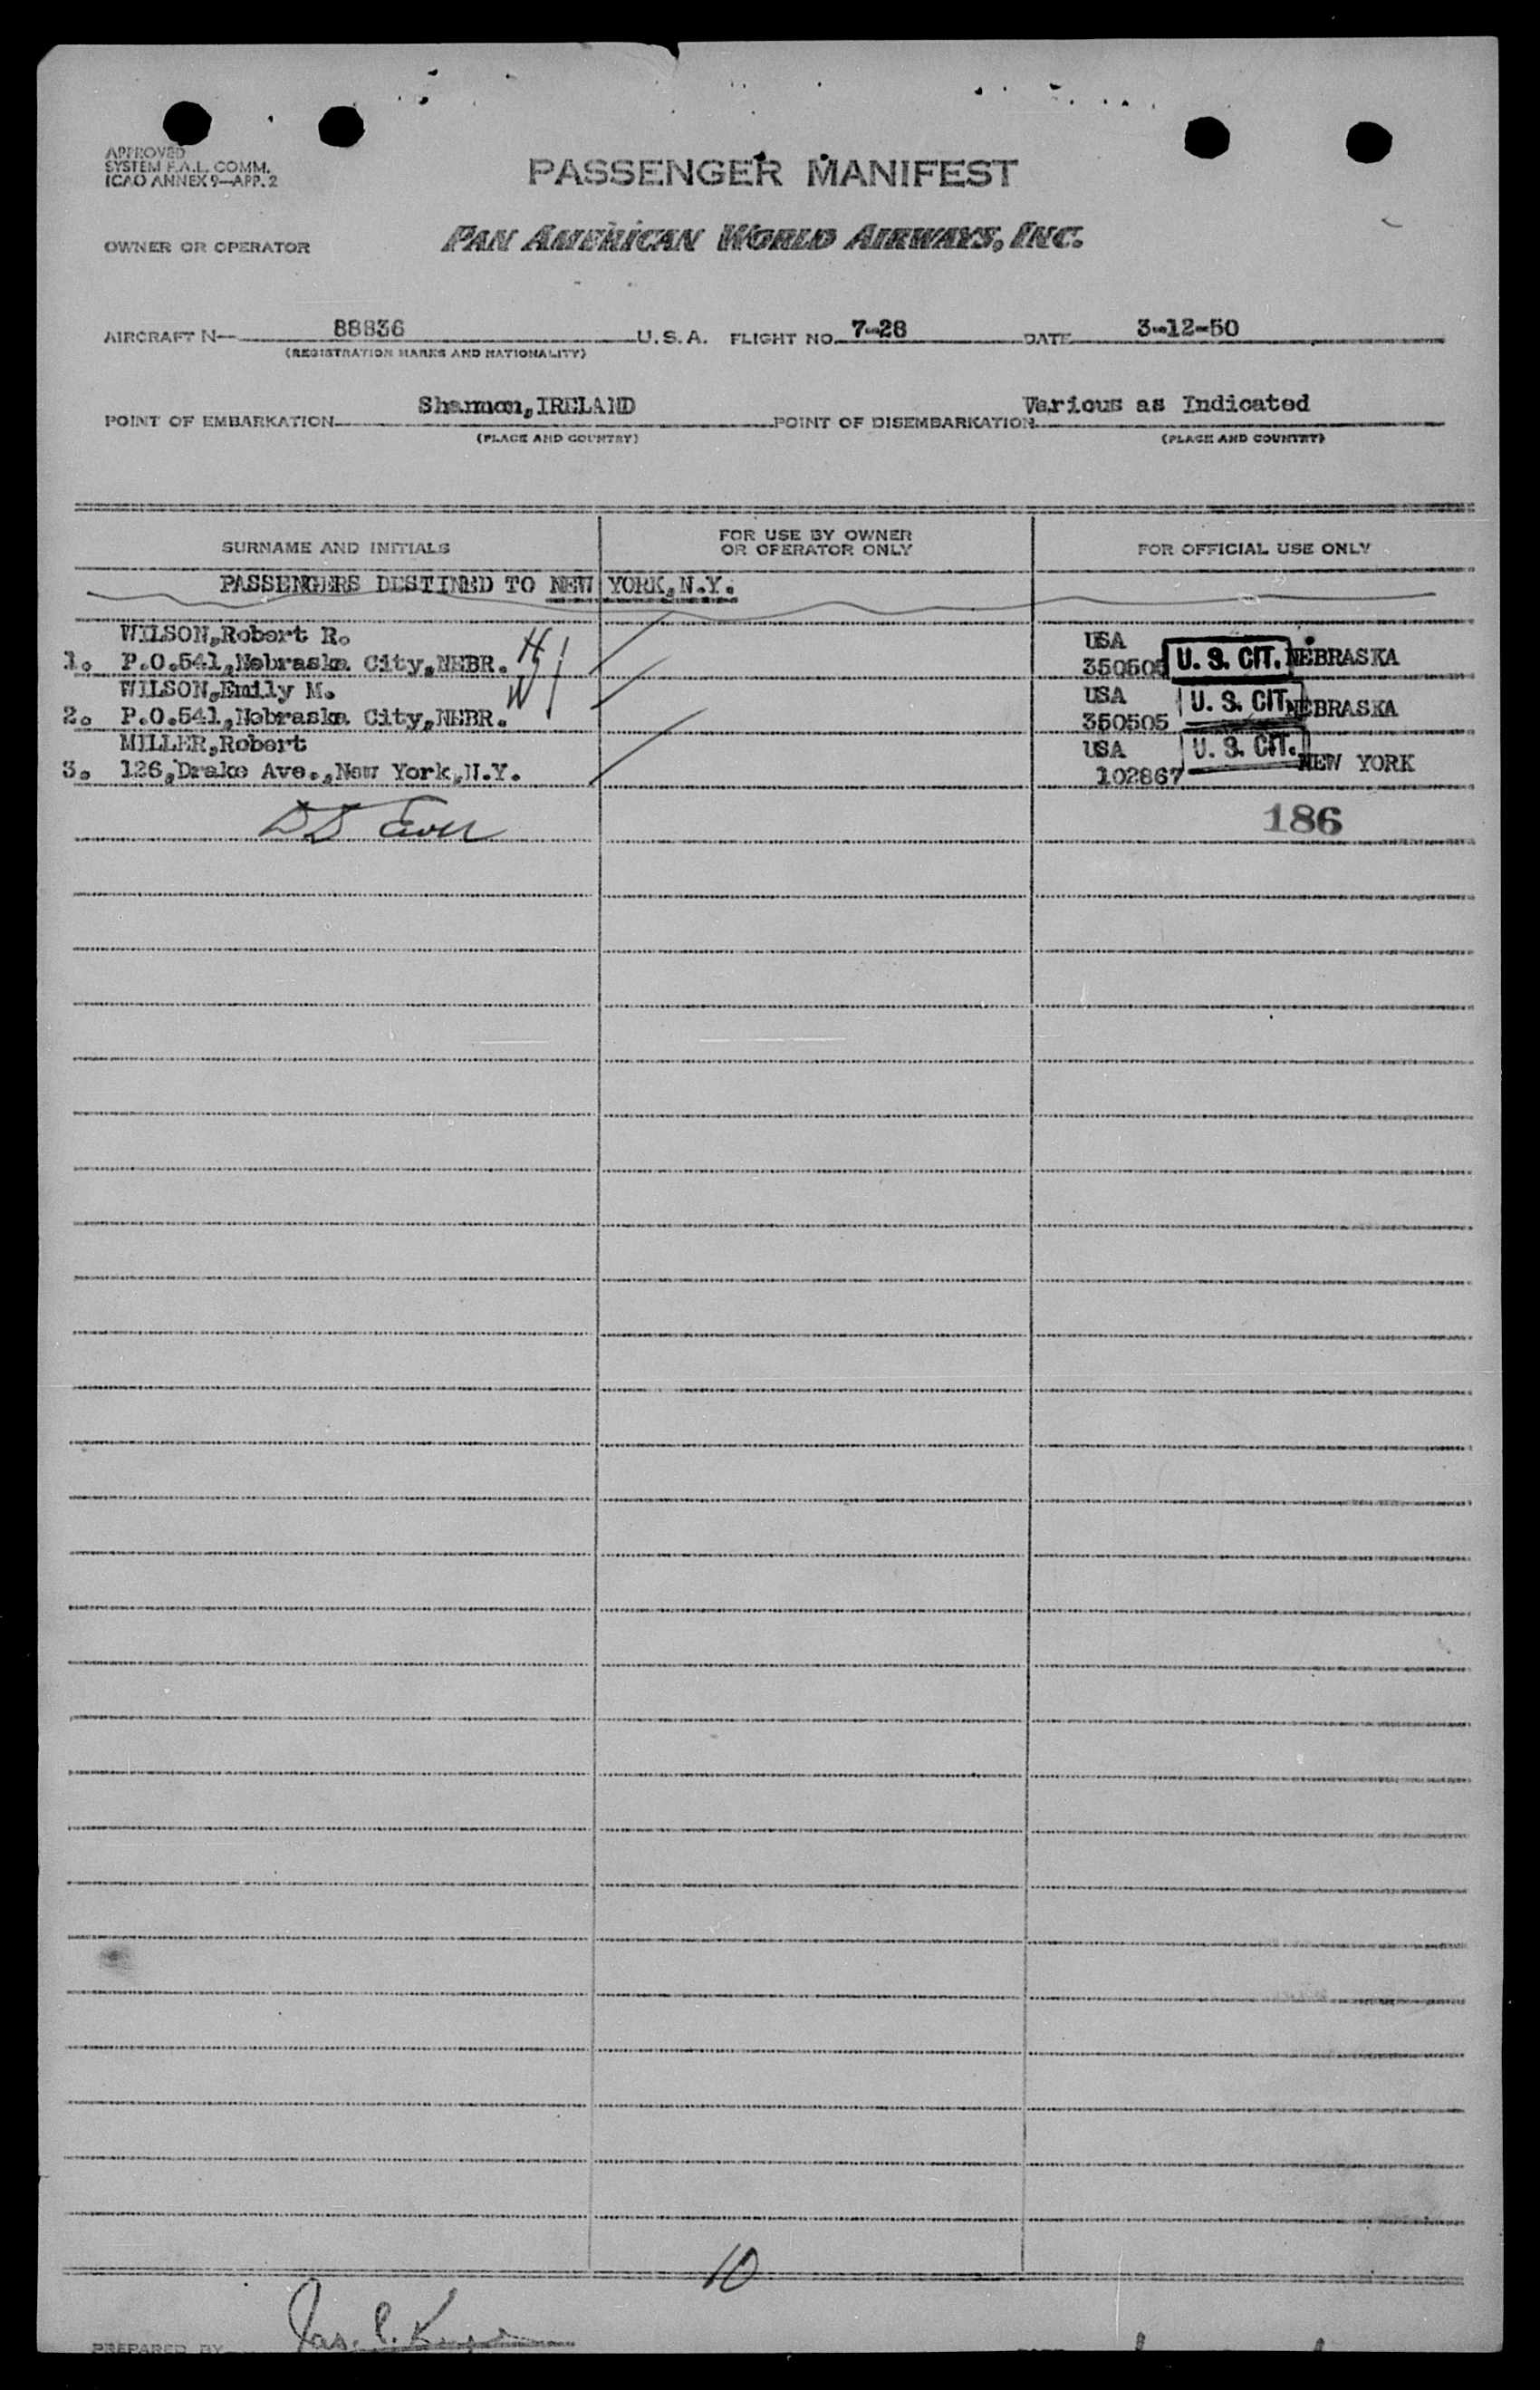 APPROVED
SYSTEM F.A.L. COMM.
ICAO ANNEX 9—APP. 2
PASSENGER MANIFEST
OWNER OR OPERATOR PAN AMERICAN WORLD AIRWAYS, INC.
AIRCRAFT N— 88836 U.S.A. FLIGHT NO. 7-28 DATE 3-12-50
(REGISTRATION MARKS AND NATIONALITY)
POINT OF EMBARKATION Shannon,IRELAND POINT OF DISEMBARKATION Various as Indicated
(PLACE AND COUNTRY) (PLACE AND COUNTRY)
SURNAME AND INITIALS FOR USE BY OWNER OR OPERATOR ONLY FOR OFFICIAL USE ONLY
PASSENGERS DESTINED TO NEW YORK,N.Y.
WILSON,Robert R. H USA
1. P.O.541,Nebraska City,NEBR. 350505 U. S. CIT. NEBRASKA
WILSON,Emily M. W USA
2. P.O.541,Nebraska City,NEBR. 350505 U. S. CIT. NEBRASKA
MILLER,Robert USA
3. 126,Drake Ave.,New York,N.Y. 102867 U. S. CIT. NEW YORK
186
10
PREPARED BY